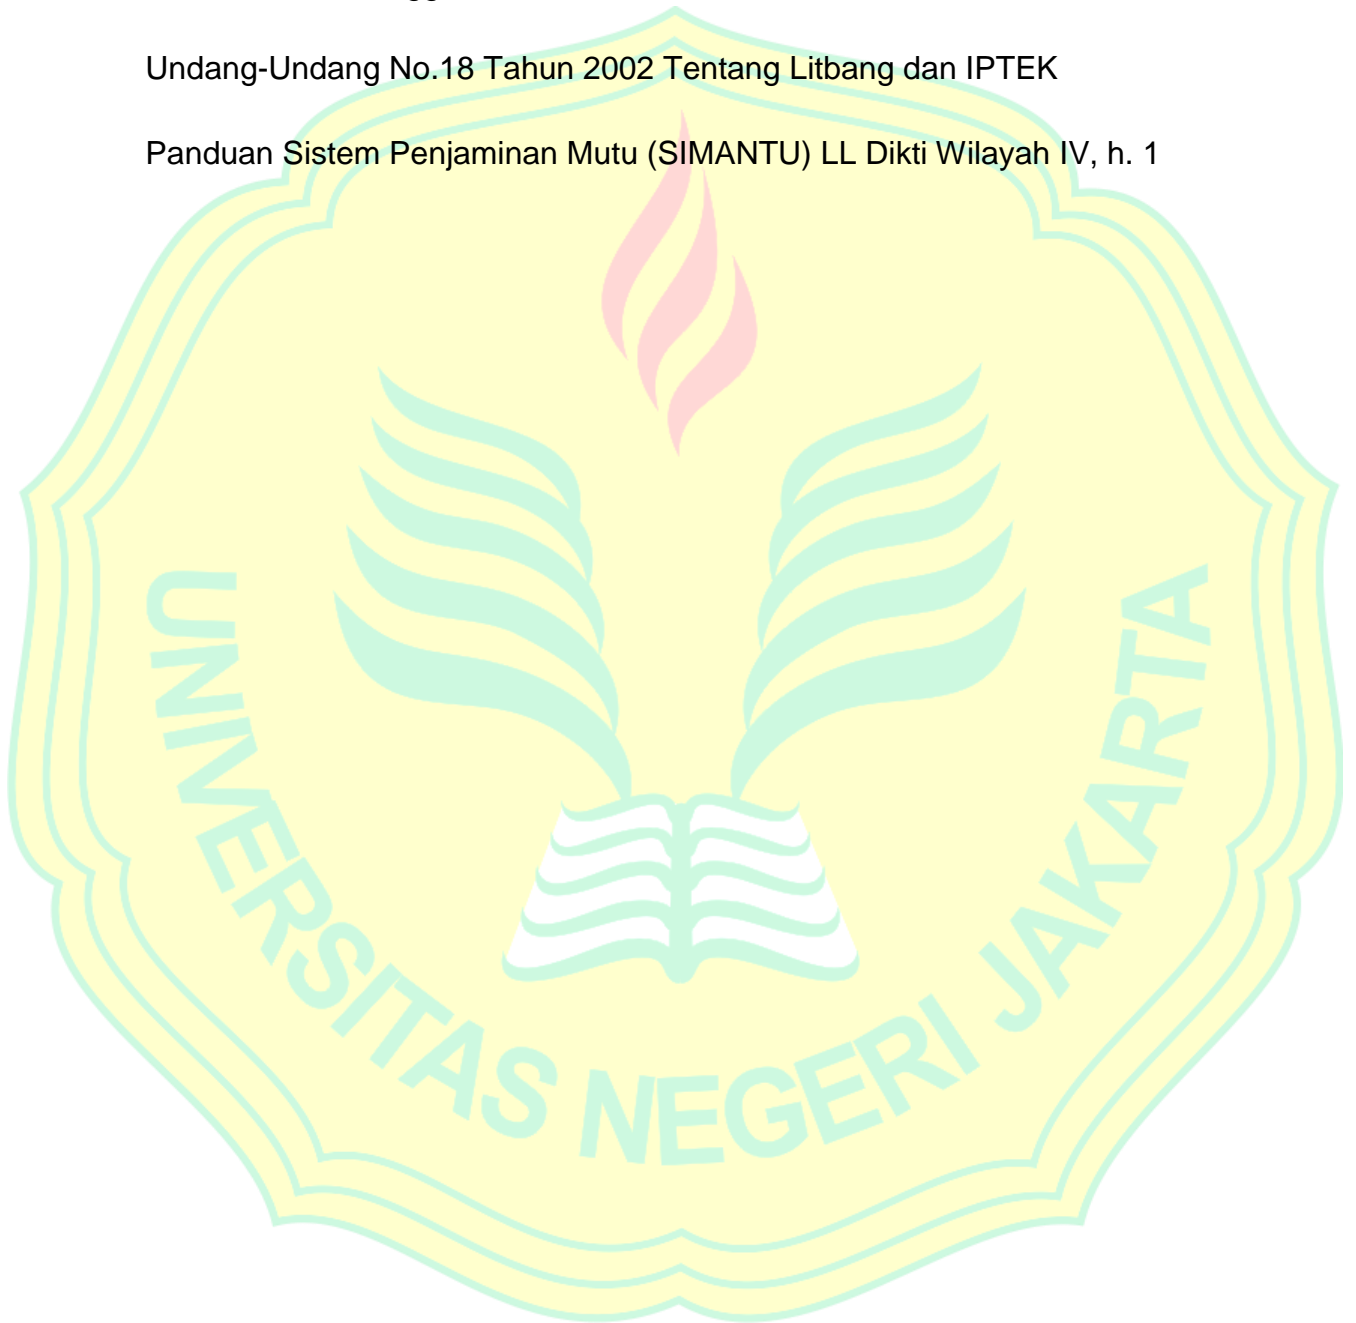 Undang-Undang No.18 Tahun 2002 Tentang Litbang dan IPTEK
Panduan Sistem Penjaminan Mutu (SIMANTU) LL Dikti Wilayah IV, h. 1
UNIVERSITAS NEGERI JAKARTA